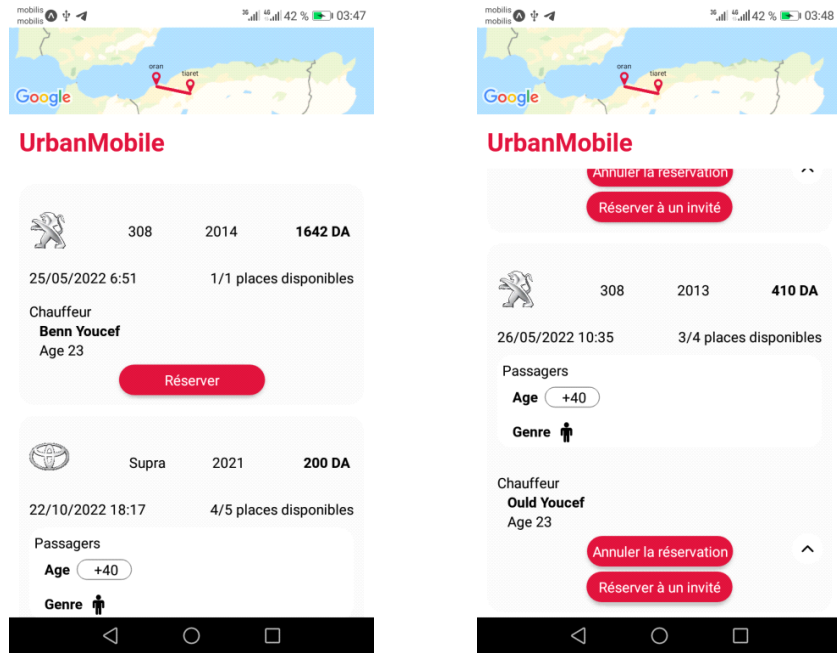 mobilis
mobilis
3G 4G 42 % 03:47
oran
tiaret
Google
UrbanMobile
308 2014 1642 DA
25/05/2022 6:51 1/1 places disponibles
Chauffeur
Benn Youcef
Age 23
Réserver
Supra 2021 200 DA
22/10/2022 18:17 4/5 places disponibles
Passagers
Age +40
Genre
mobilis
mobilis
3G 4G 42 % 03:48
oran
tiaret
Google
UrbanMobile
Annuler la réservation
Réserver à un invité
308 2013 410 DA
26/05/2022 10:35 3/4 places disponibles
Passagers
Age +40
Genre
Chauffeur
Ould Youcef
Age 23
Annuler la réservation
Réserver à un invité